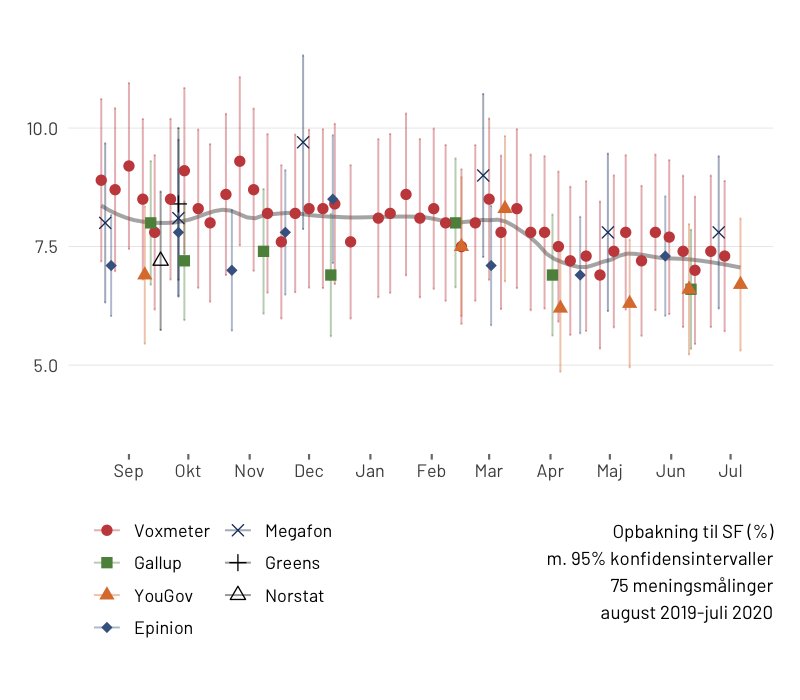 10.0
7.5
5.0
Sep Okt Nov Dec Jan Feb Mar Apr Maj Jun Jul
Voxmeter Megafon
Gallup Greens
YouGov Norstat
Epinion
Opbakning til SF (%)
m. 95% konfidensintervaller
75 meningsmålinger
august 2019-juli 2020